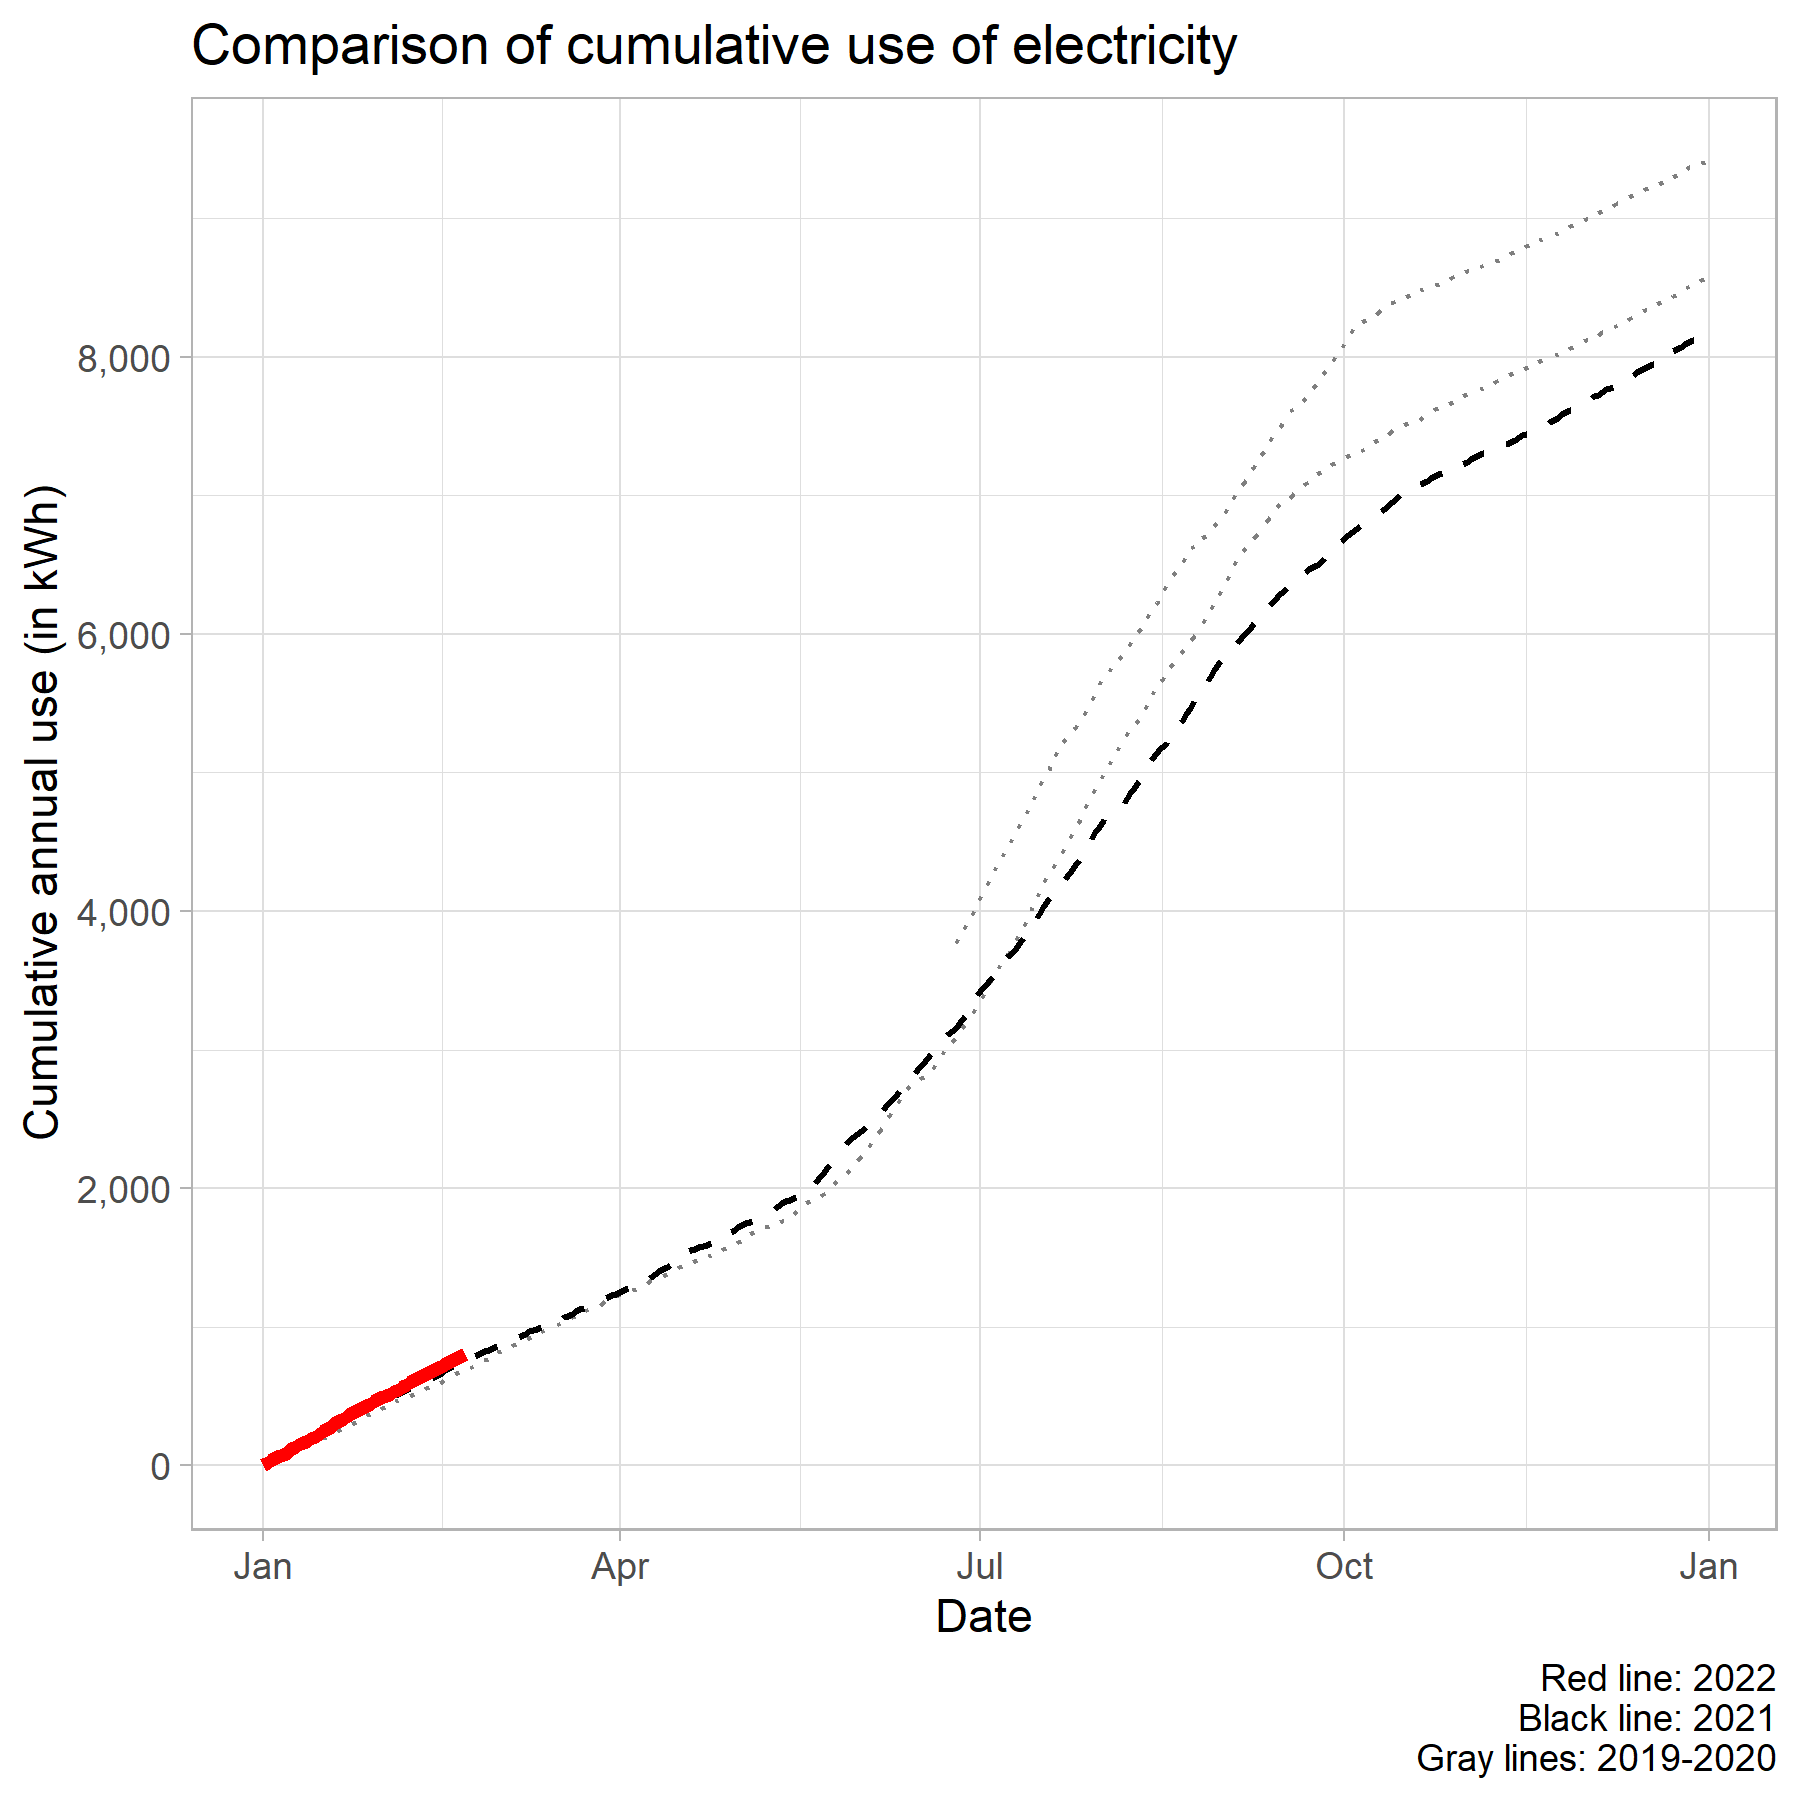 Comparison of cumulative use of electricity
Cumulative annual use (in kWh)
8,000
6,000
4,000
2,000
0
Jan
Apr
Jul
Oct
Jan
Date
Red line: 2022
Black line: 2021
Gray lines: 2019-2020